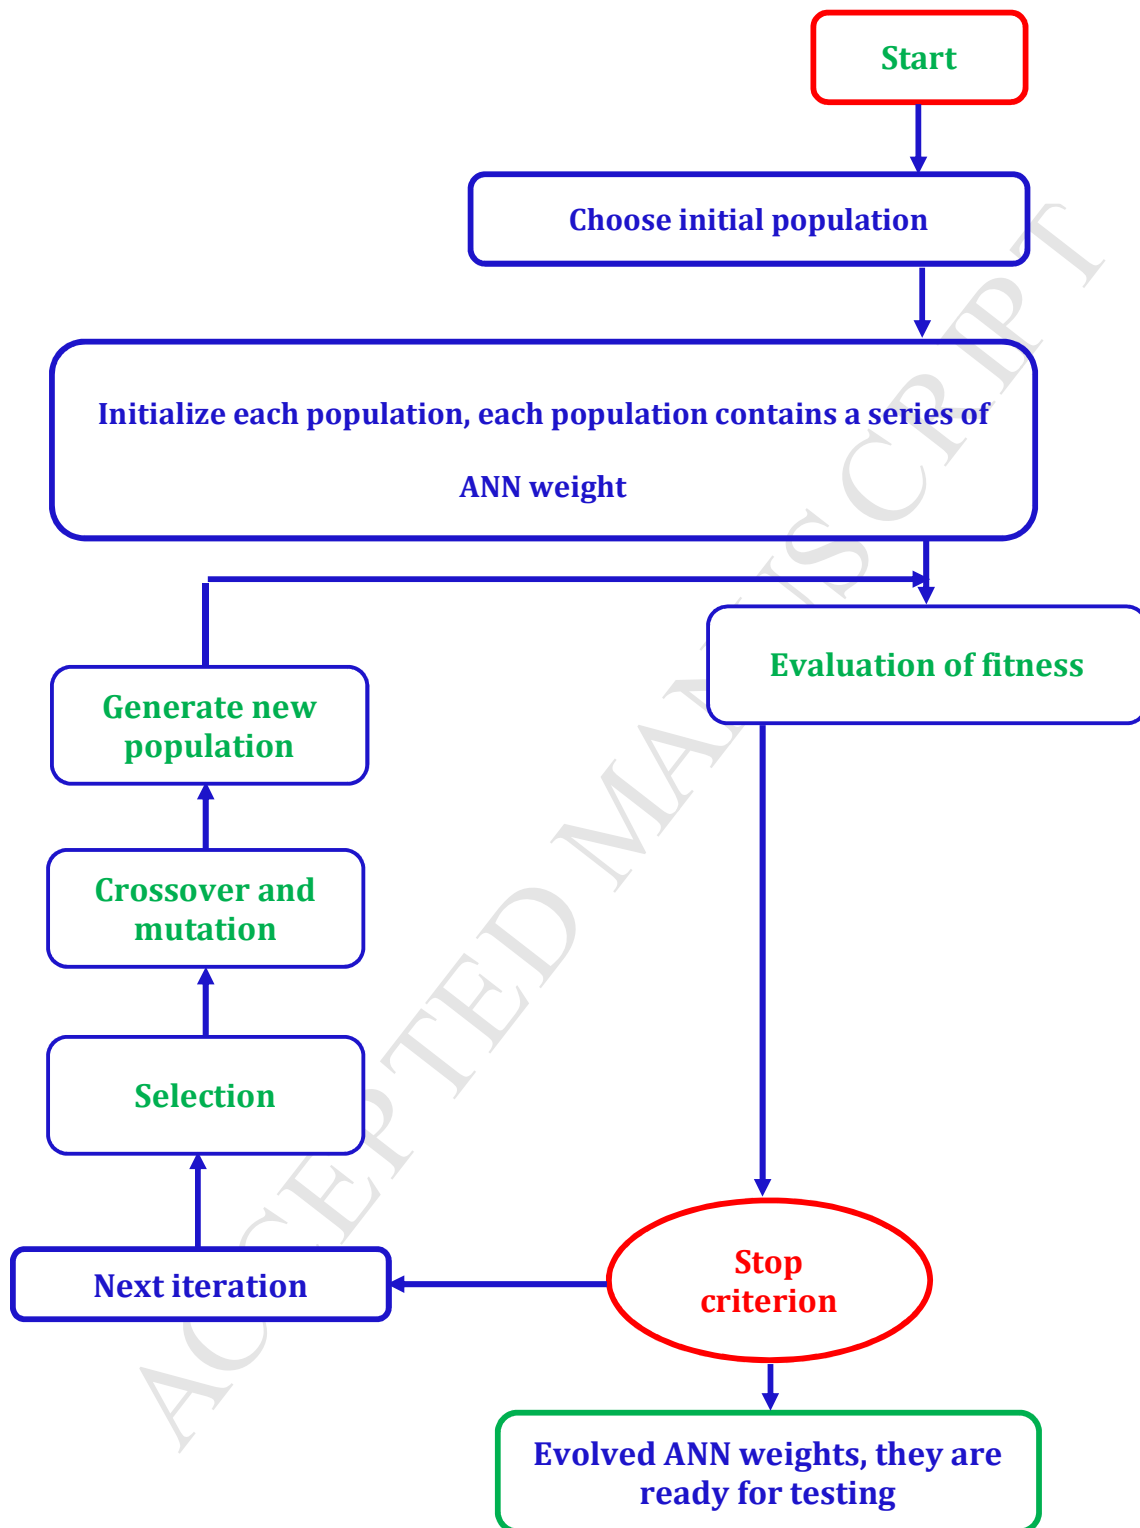 Start
Choose initial population
Initialize each population, each population contains a series of
ANN weight
Evaluation of fitness
Generate new
population
Crossover and
mutation
Selection
Next iteration
Stop
criterion
Evolved ANN weights, they are
ready for testing
ACCEPTED MANUSCRIPT